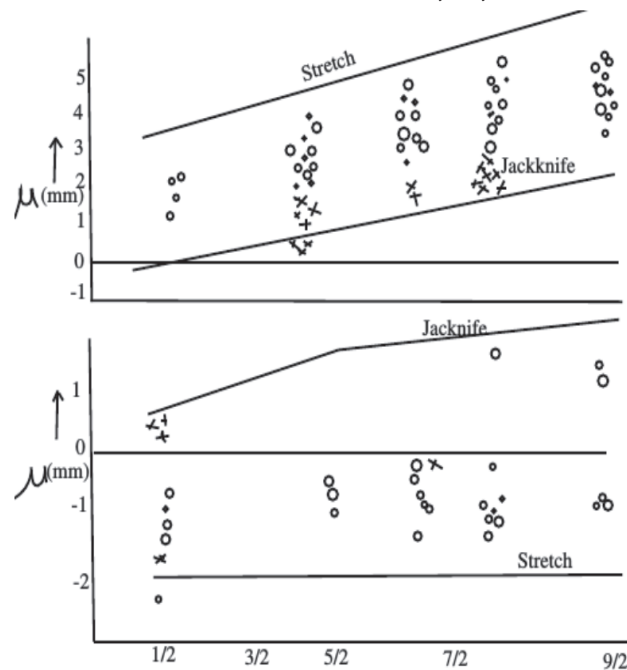 Stretch
5
4
3
Jackknife
2
μ(mm)
1
0
-1
Jacknife
1
0
μ(mm)
-1
Stretch
-2
1/2 3/2 5/2 7/2 9/2